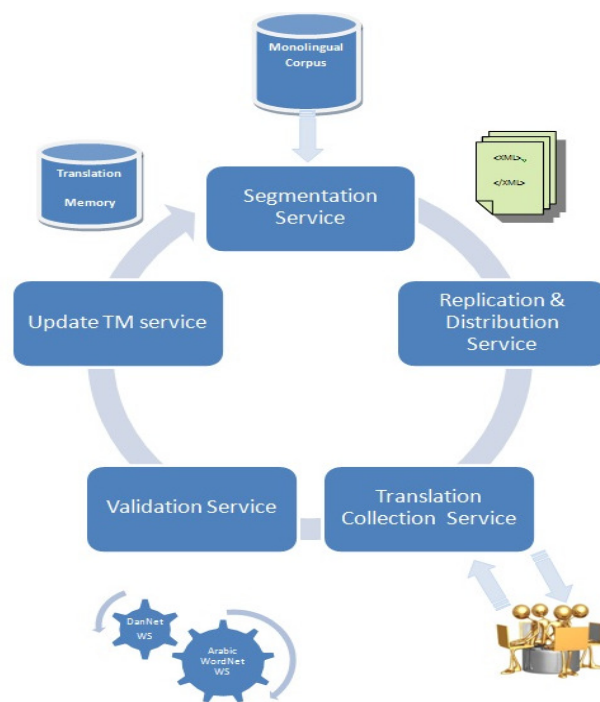 Monolingual
Corpus
Translation
Memory
<XML>,,
</XML>
Segmentation
Service
Update TM service
Replication &
Distribution
Service
Validation Service
Translation
Collection Service
DanNet
WS
Arabic
WordNet
WS